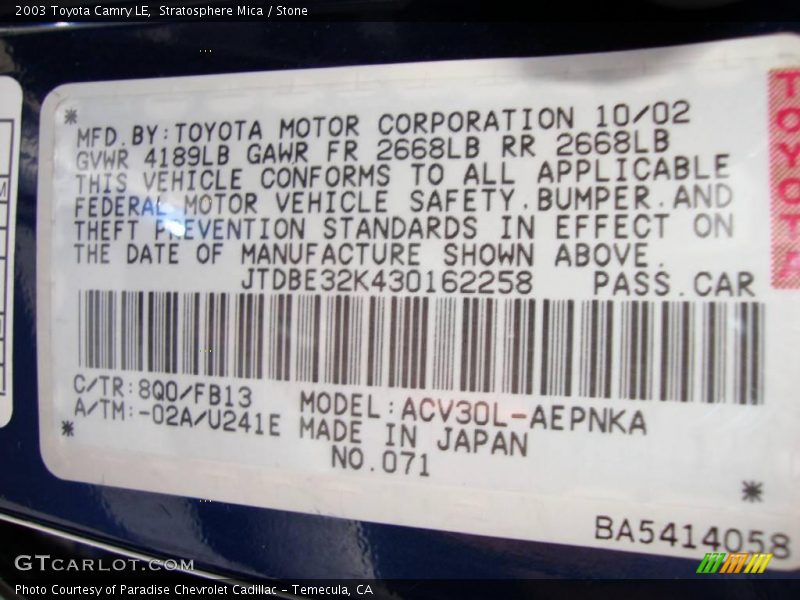 2003 Toyota Camry LE,  Stratosphere Mica / Stone
MFD.BY:TOYOTA MOTOR CORPORATION 10/02
GVWR 4189LB GAWR FR 2668LB RR 2668LB
THIS VEHICLE CONFORMS TO ALL APPLICABLE
FEDERAL MOTOR VEHICLE SAFETY.BUMPER.AND
THEFT PREVENTION STANDARDS IN EFFECT ON
THE DATE OF MANUFACTURE SHOWN ABOVE.
JTDBE32K430162258 PASS.CAR
C/TR:8Q0/FB13
A/TM:-02A/U241E
MODEL:ACV30L-AEPNKA
MADE IN JAPAN
NO.071
BA5414058
TOYOTA
GTCARLOT.COM
Photo Courtesy of Paradise Chevrolet Cadillac - Temecula, CA